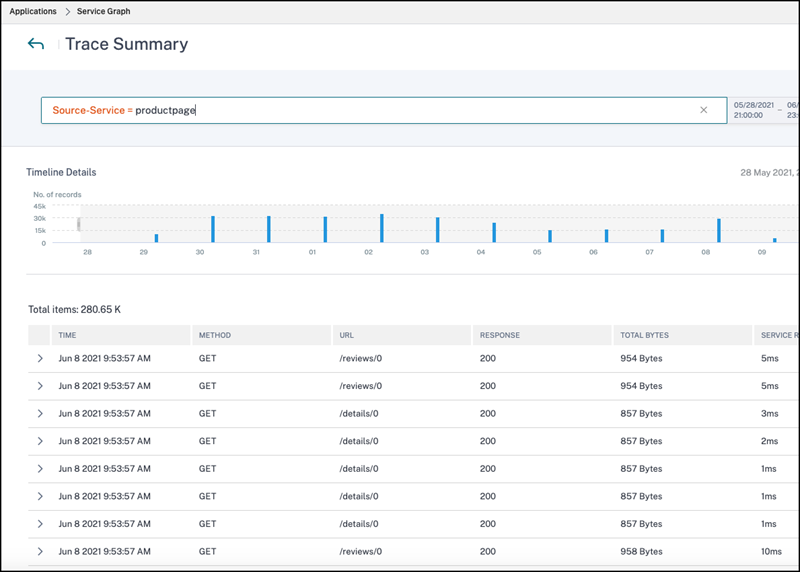 Applications > Service Graph
Trace Summary
Source-Service = productpage
05/28/2021 – 06/
21:00:00 23:
Timeline Details 28 May 2021, 2
No. of records
45k
30k
15k
0
28 29 30 31 01 02 03 04 05 06 07 08 09
Total items: 280.65 K
TIME METHOD URL RESPONSE TOTAL BYTES SERVICE R
Jun 8 2021 9:53:57 AM GET /reviews/0 200 954 Bytes 5ms
Jun 8 2021 9:53:57 AM GET /reviews/0 200 954 Bytes 5ms
Jun 8 2021 9:53:57 AM GET /details/0 200 857 Bytes 3ms
Jun 8 2021 9:53:57 AM GET /details/0 200 857 Bytes 2ms
Jun 8 2021 9:53:57 AM GET /details/0 200 857 Bytes 1ms
Jun 8 2021 9:53:57 AM GET /details/0 200 857 Bytes 1ms
Jun 8 2021 9:53:57 AM GET /details/0 200 857 Bytes 1ms
Jun 8 2021 9:53:57 AM GET /reviews/0 200 958 Bytes 10ms